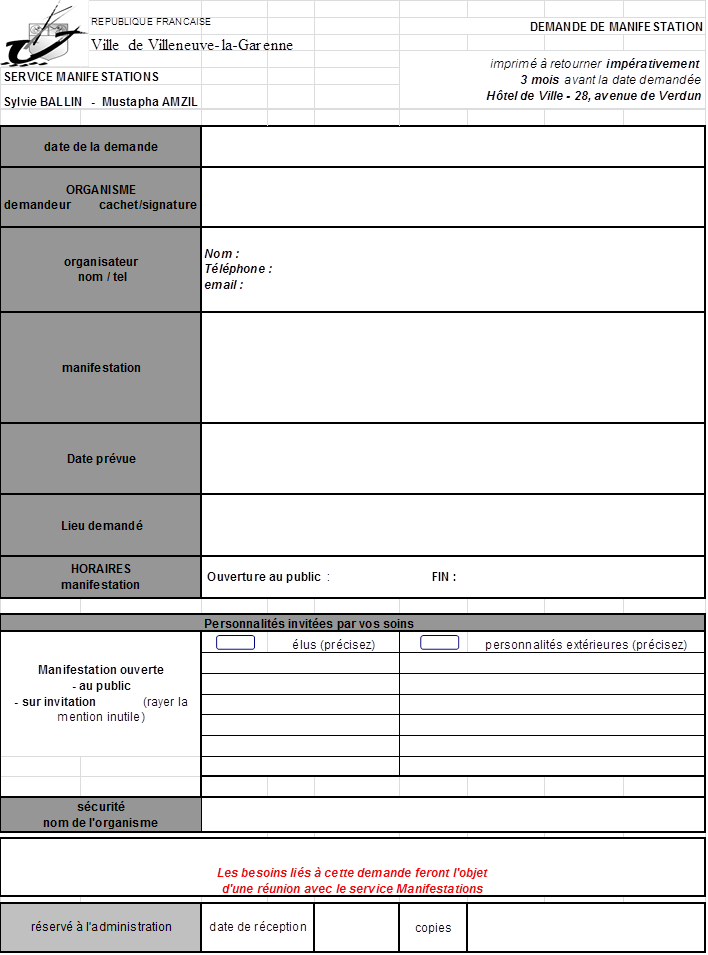 REPUBLIQUE FRANCAISE
DEMANDE DE MANIFESTATION
Ville de Villeneuve-la-Garenne
imprimé à retourner impérativement
SERVICE MANIFESTATIONS
3 mois avant la date demandée
Sylvie BALLIN - Mustapha AMZIL
Hôtel de Ville - 28, avenue de Verdun
date de la demande
ORGANISME
demandeur cachet/signature
organisateur
nom / tel
Nom :
Téléphone :
email :
manifestation
Date prévue
Lieu demandé
HORAIRES
manifestation
Ouverture au public : FIN :
Personnalités invitées par vos soins
élus (précisez) personnalités extérieures (précisez)
Manifestation ouverte
- au public
- sur invitation (rayer la
mention inutile)
sécurité
nom de l'organisme
Les besoins liés à cette demande feront l'objet
d'une réunion avec le service Manifestations
réservé à l'administration date de réception copies